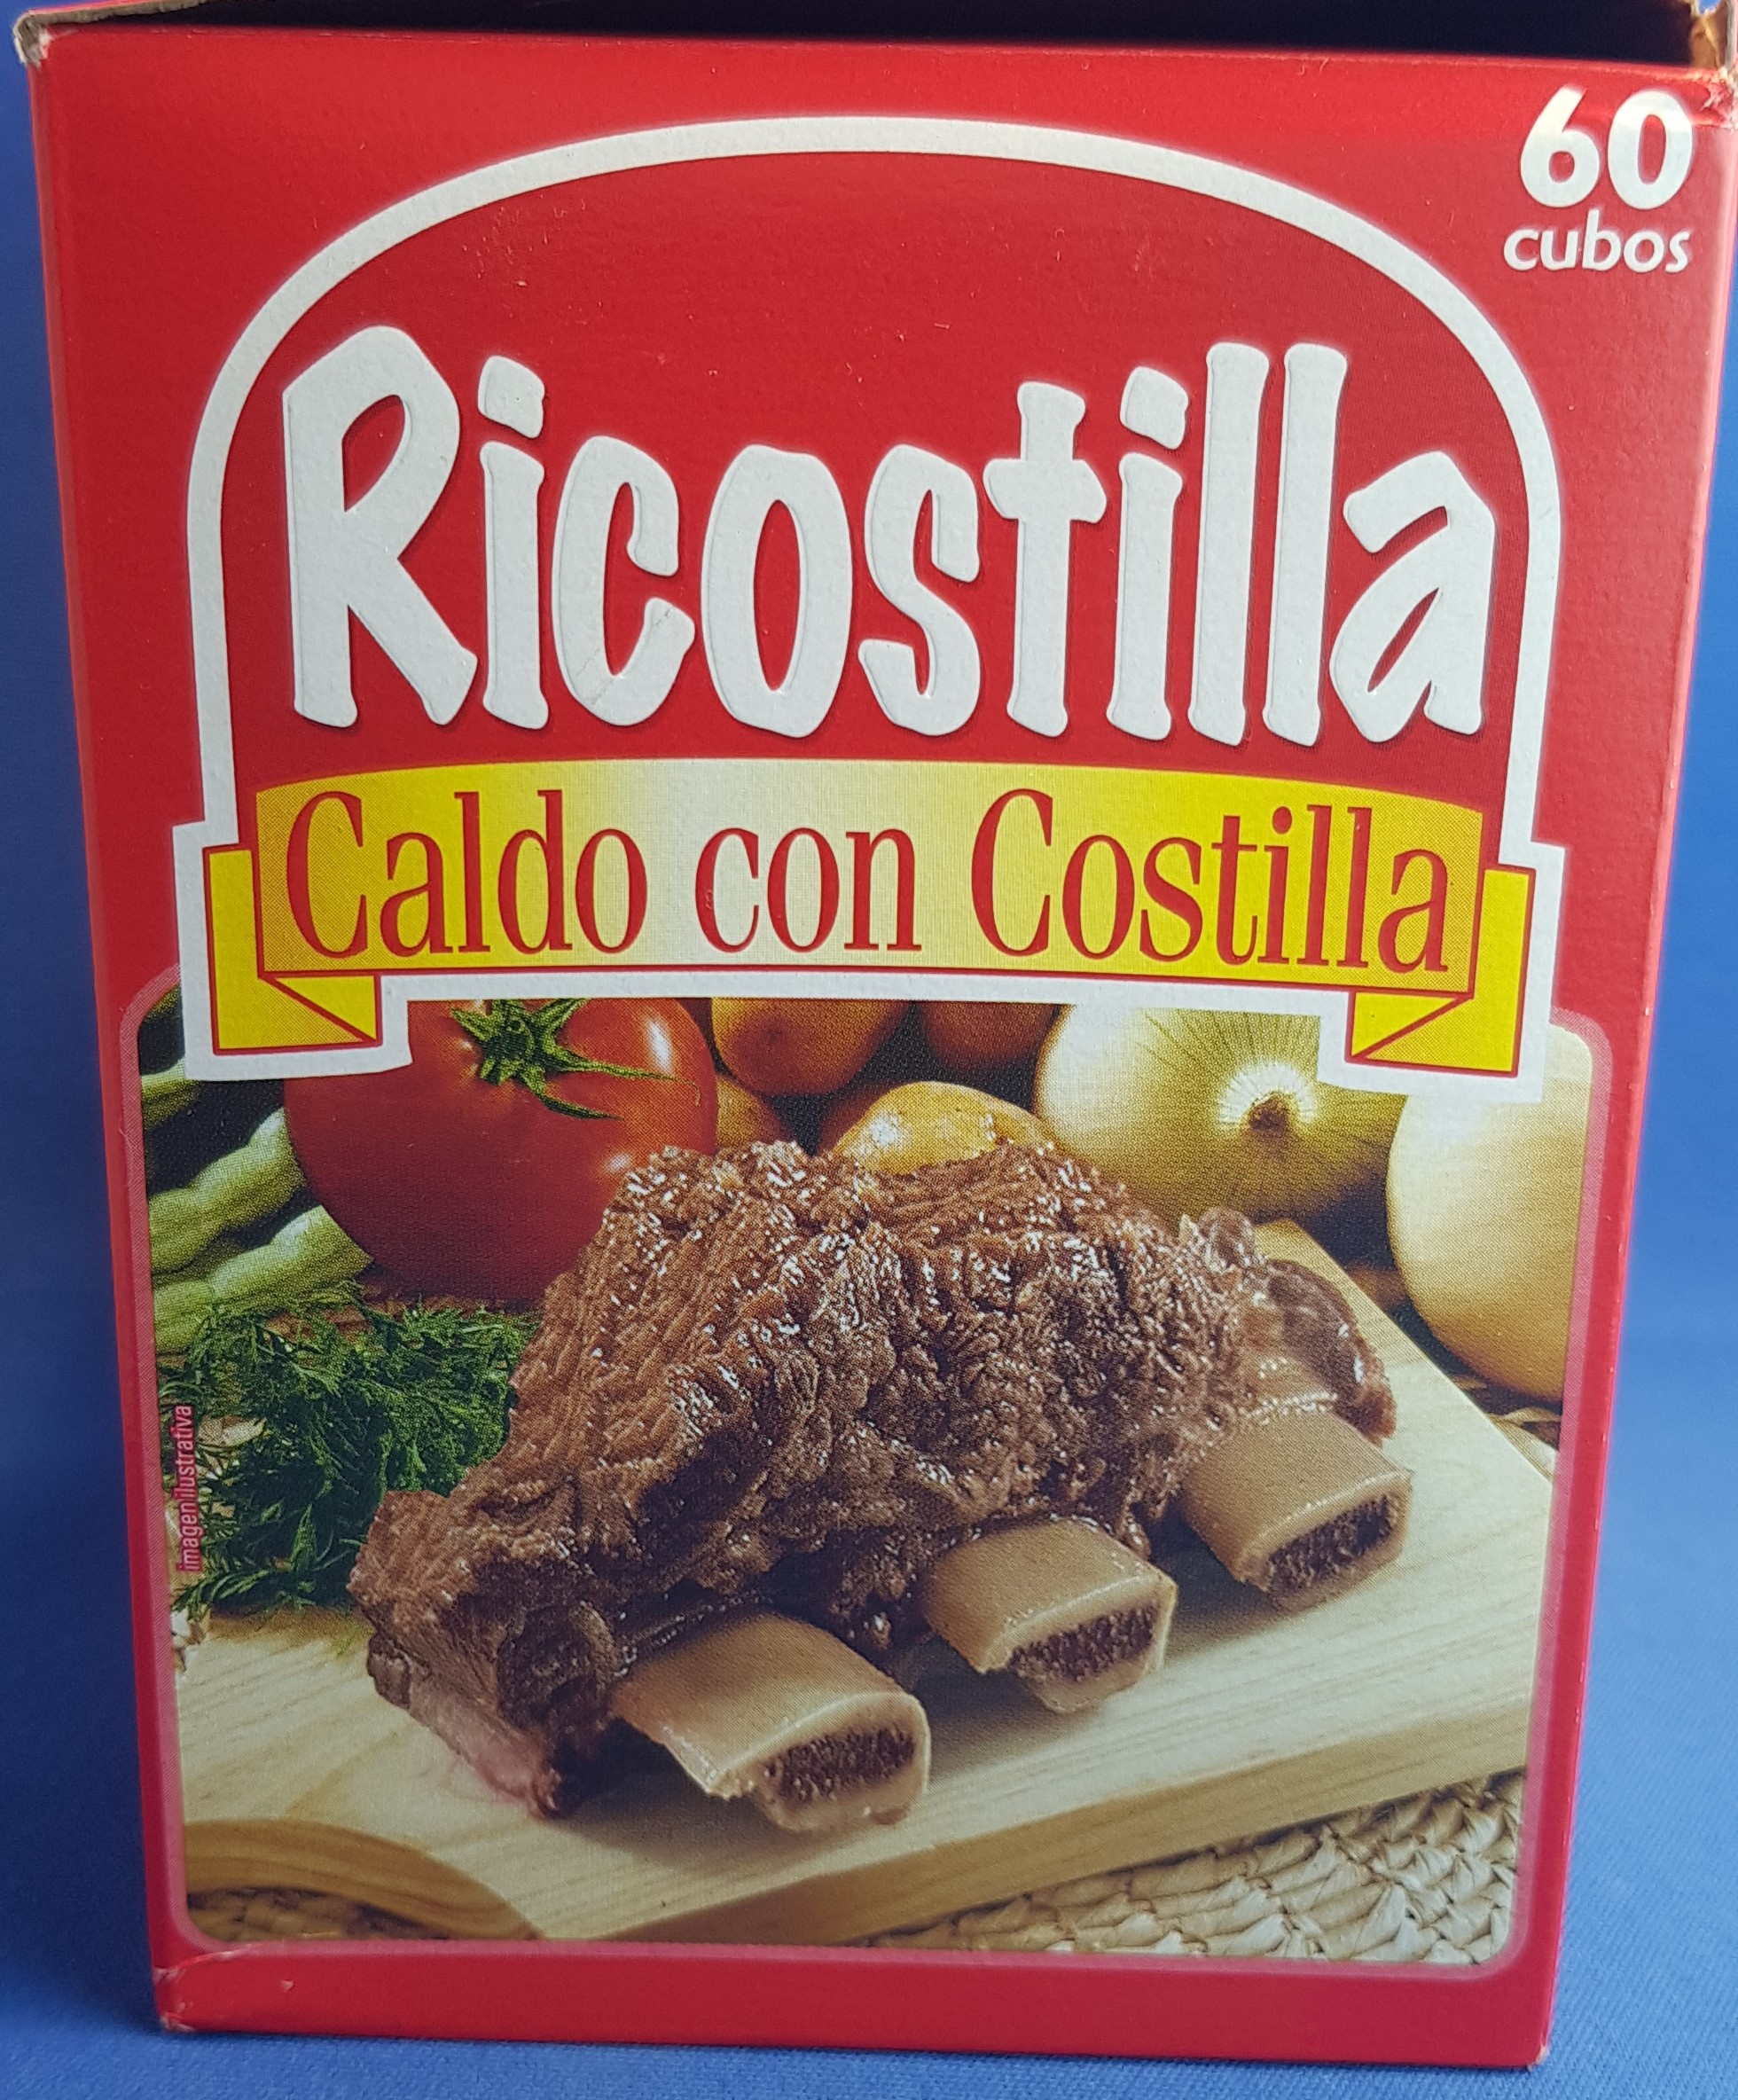 60
cubos
Ricostilla
Caldo con Costilla
imagen ilustrativa